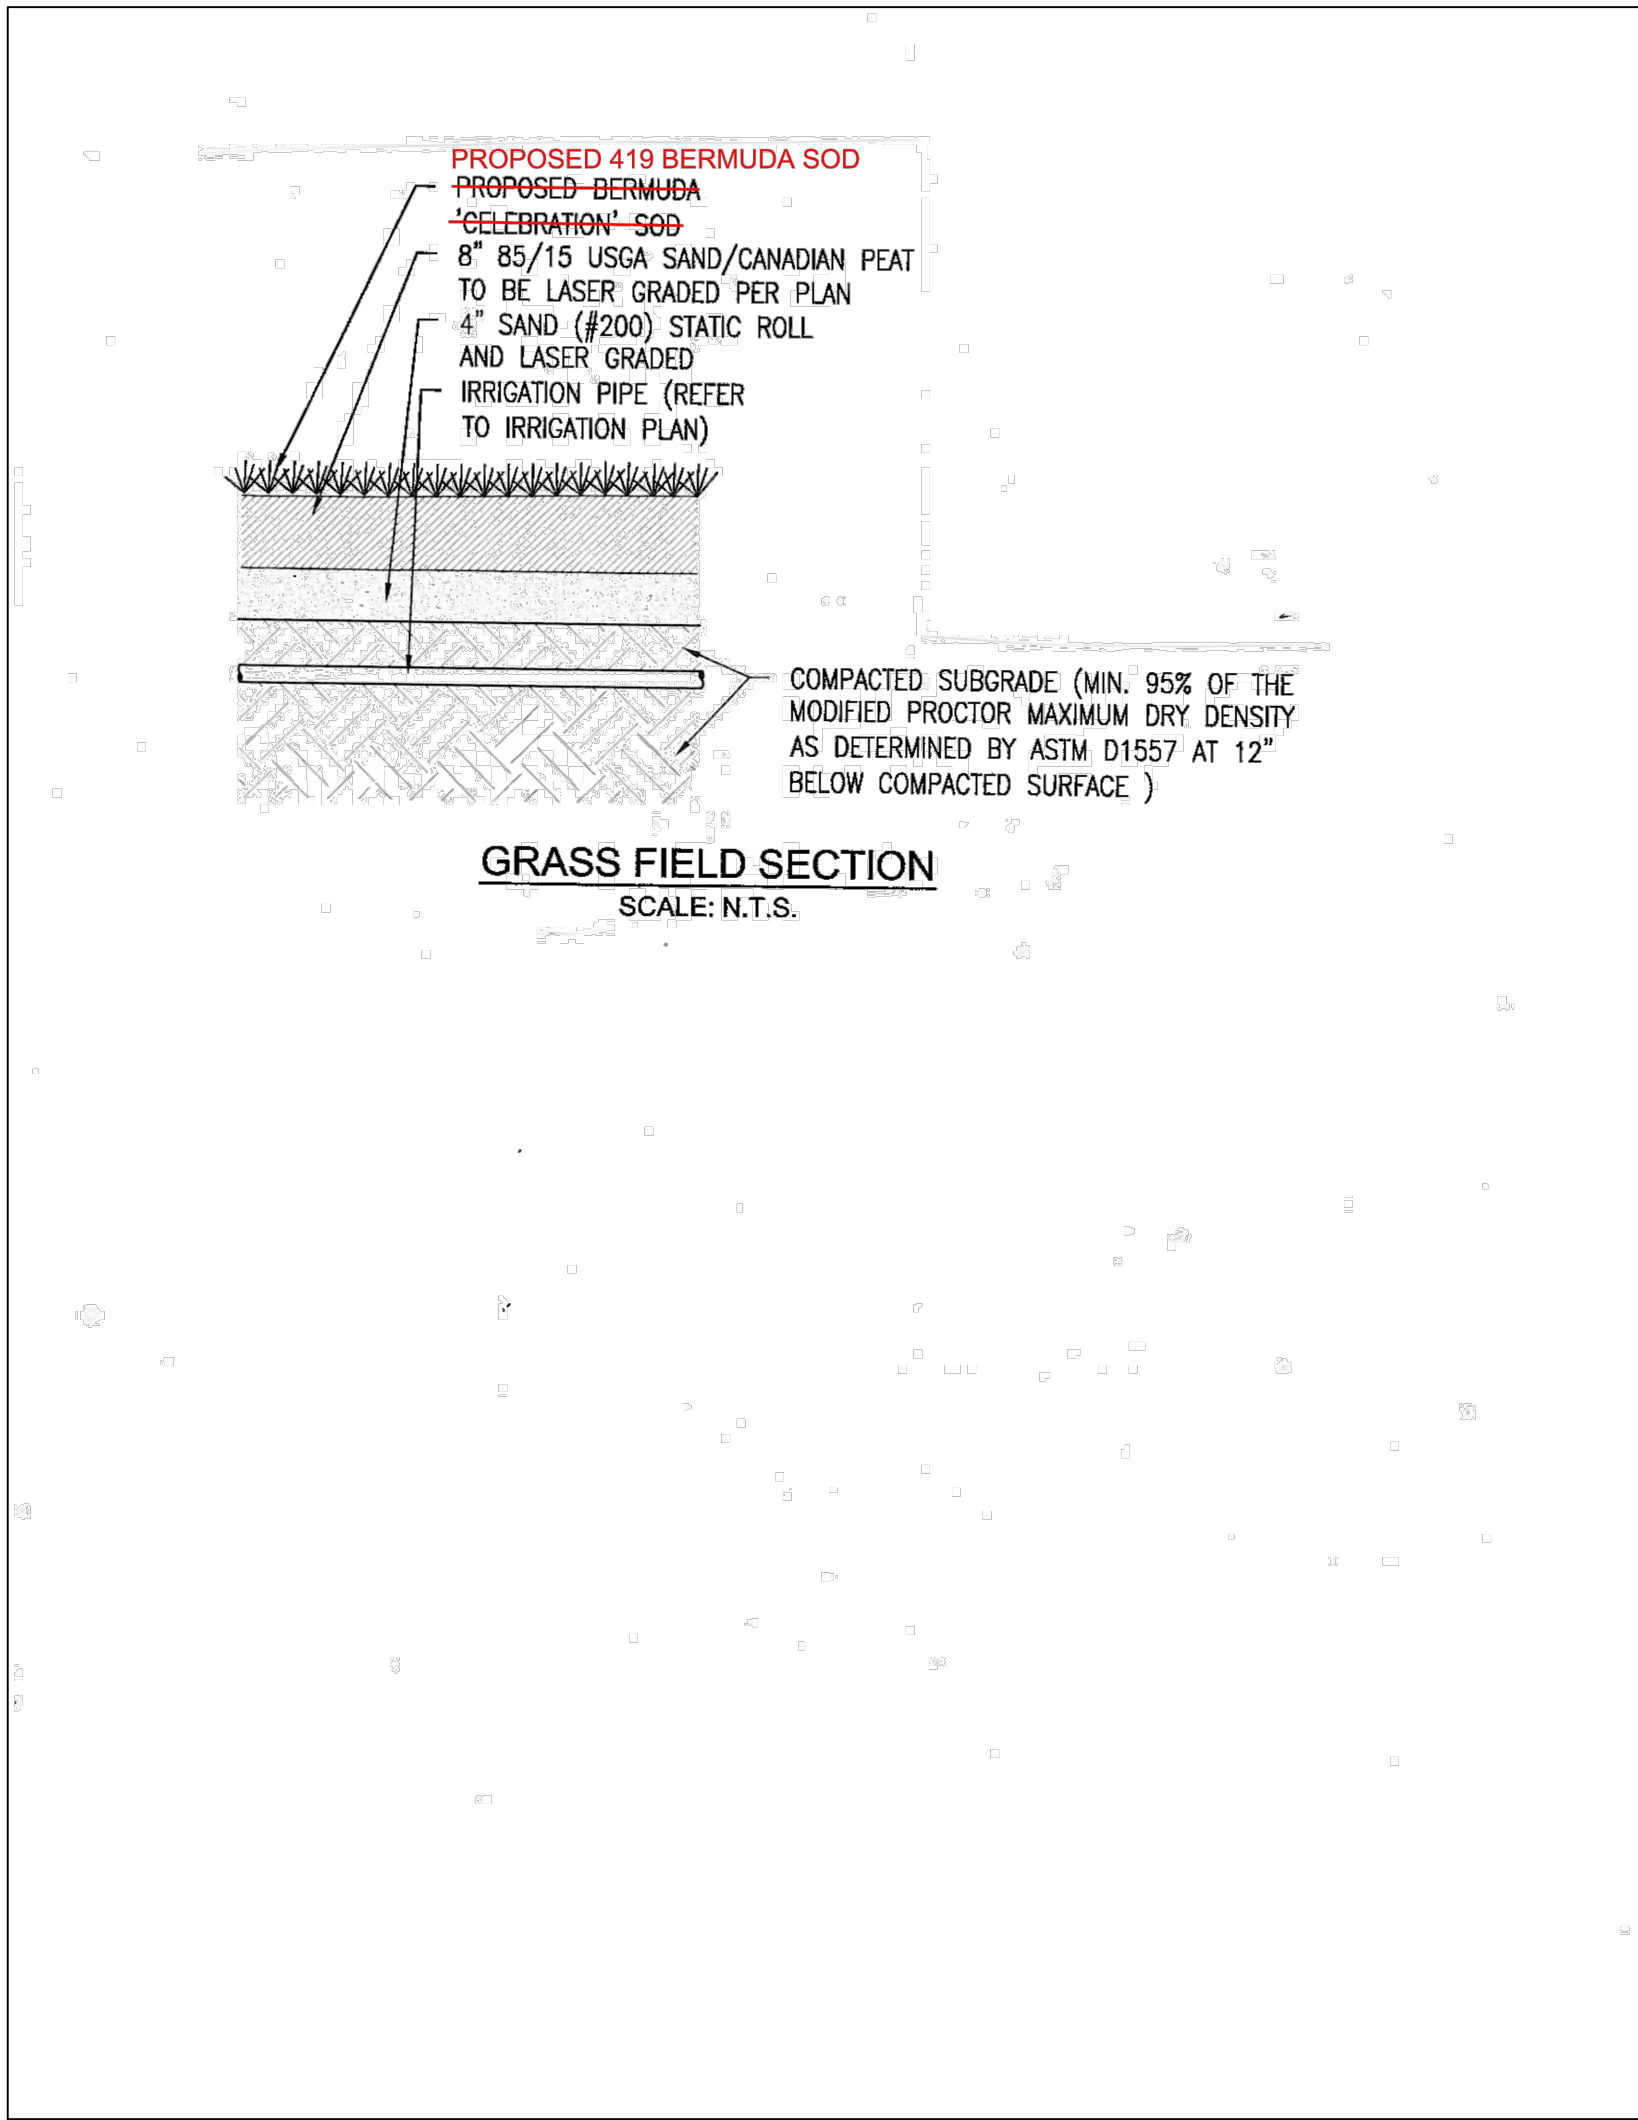 PROPOSED 419 BERMUDA SOD
PROPOSED BERMUDA
'CELEBRATION' SOD
8" 85/15 USGA SAND/CANADIAN PEAT
TO BE LASER GRADED PER PLAN
4" SAND (#200) STATIC ROLL
AND LASER GRADED
IRRIGATION PIPE (REFER
TO IRRIGATION PLAN)
COMPACTED SUBGRADE (MIN. 95% OF THE
MODIFIED PROCTOR MAXIMUM DRY DENSITY
AS DETERMINED BY ASTM D1557 AT 12"
BELOW COMPACTED SURFACE )
GRASS FIELD SECTION
SCALE: N.T.S.